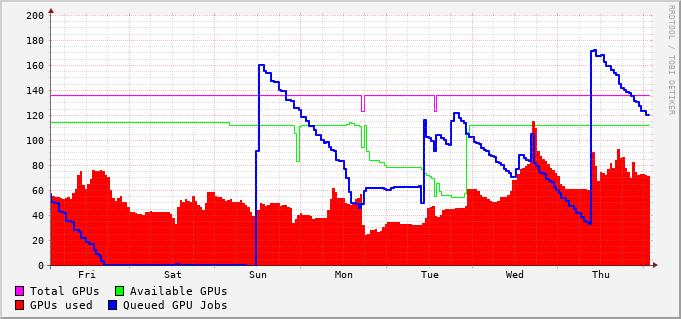 200
180
160
140
120
100
80
60
40
20
0
Fri Sat Sun Mon Tue Wed Thu
Total GPUs Available GPUs
GPUs used Queued GPU Jobs
RRDTOOL / TOBI OETIKER